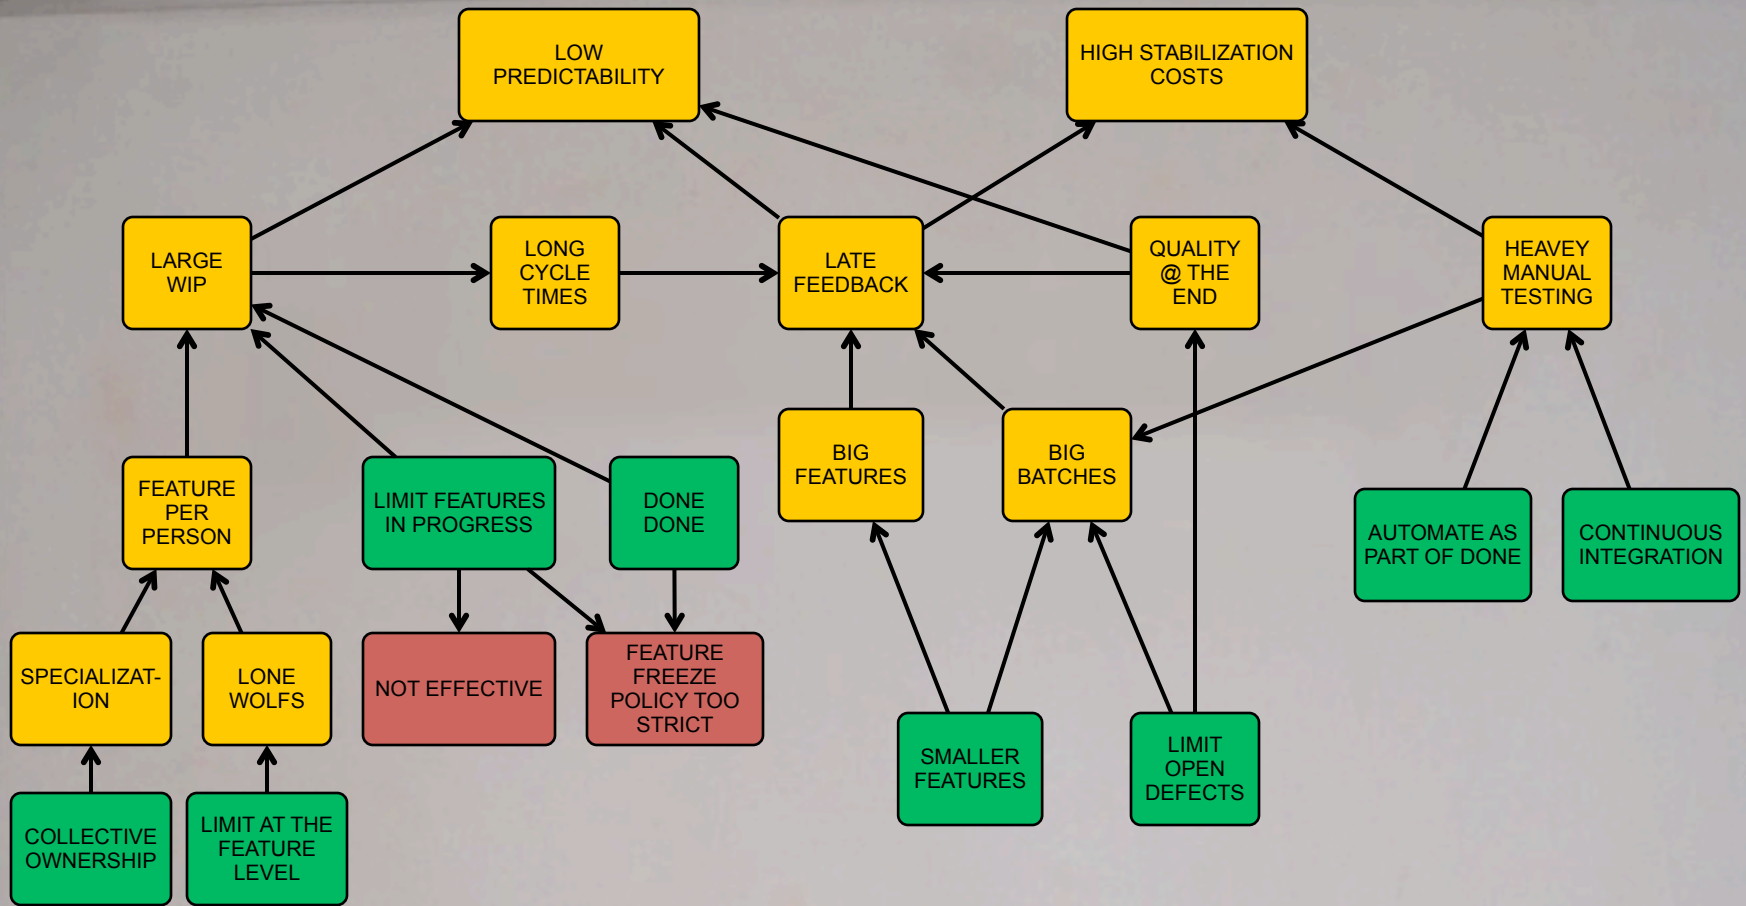 LOW
PREDICTABILITY
HIGH STABILIZATION
COSTS
LARGE
WIP
LONG
CYCLE
TIMES
LATE
FEEDBACK
QUALITY
@ THE
END
HEAVEY
MANUAL
TESTING
FEATURE
PER
PERSON
LIMIT FEATURES
IN PROGRESS
DONE
DONE
BIG
FEATURES
BIG
BATCHES
AUTOMATE AS
PART OF DONE
CONTINUOUS
INTEGRATION
SPECIALIZAT-
ION
LONE
WOLFS
NOT EFFECTIVE
FEATURE
FREEZE
POLICY TOO
STRICT
SMALLER
FEATURES
LIMIT
OPEN
DEFECTS
COLLECTIVE
OWNERSHIP
LIMIT AT THE
FEATURE
LEVEL